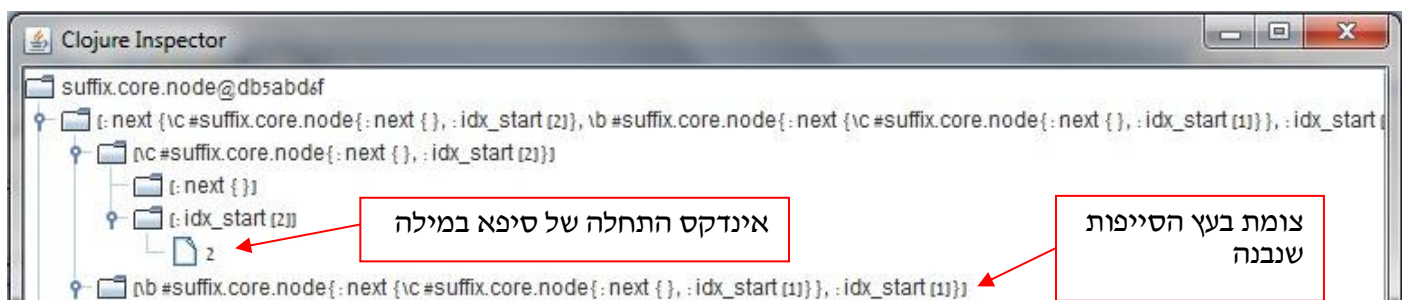 Clojure Inspector
suffix.core.node@db5abd6f
[:next {\c #suffix.core.node{:next { }, :idx_start [2]}, \b #suffix.core.node{:next {\c #suffix.core.node{:next { }, :idx_start [1]}}, :idx_start [
[\c #suffix.core.node{:next { }, :idx_start [2]}]
[:next { }]
[:idx_start [2]]
2
אינדקס התחלה של סיפא במילה
צומת בעץ הסייפות
שנבנה
[\b #suffix.core.node{:next {\c #suffix.core.node{:next { }, :idx_start [1]}}, :idx_start [1]}]